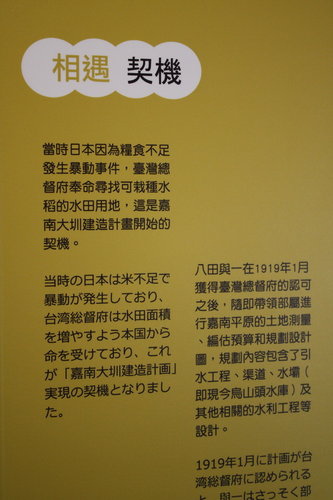 相遇 契機
當時日本因為糧食不足
發生暴動事件，臺灣總
督府奉命尋找可栽種水
稻的水田用地，這是嘉
南大圳建造計畫開始的
契機。
当時の日本は米不足で
暴動が発生しており、
台湾総督府は水田面積
を増やすよう本国から
命を受けており、これ
が「嘉南大圳建造計画」
実現の契機となりまし
た。
八田與一在1919年1月
獲得臺灣總督府的認可
之後，隨即帶領部屬進
行嘉南平原的土地測量
、編估預算和規劃設計
圖，規劃內容包含了引
水工程、渠道、水壩（
即現今烏山頭水庫）及
其他相關的水利工程等
設計。
1919年1月に計画が台
湾総督府に認められる
と、與一はさっそく部